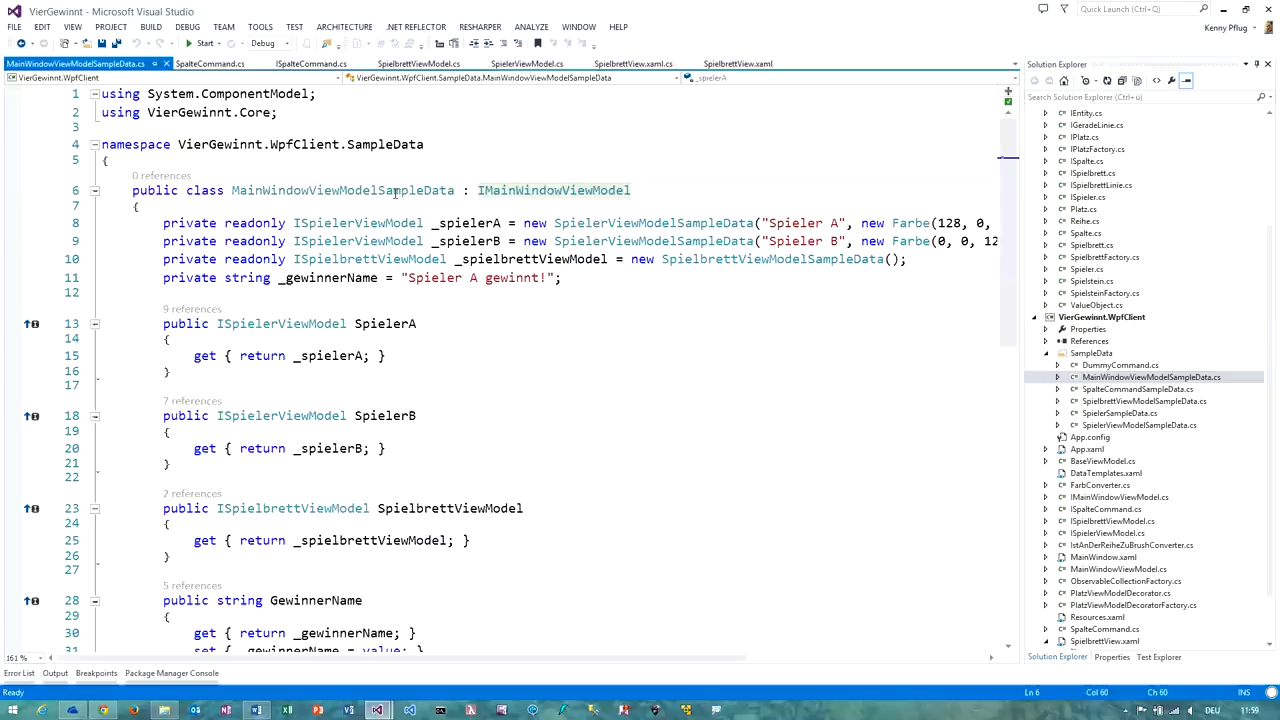 VierGewinnt - Microsoft Visual Studio
Quick Launch (Ctrl+Ü)
FILE EDIT VIEW PROJECT BUILD DEBUG TEAM TOOLS TEST ARCHITECTURE .NET REFLECTOR RESHARPER ANALYZE WINDOW HELP
Kenny Pflug
Start Debug
MainWindowViewModelSampleData.cs SpalteCommand.cs ISpalteCommand.cs SpielbrettViewModel.cs SpielerViewModel.cs SpielbrettView.xaml.cs SpielbrettView.xaml
VierGewinnt.WpfClient VierGewinnt.WpfClient.SampleData.MainWindowViewModelSampleData _spielerA
1 using System.ComponentModel;
2 using VierGewinnt.Core;
3
4 namespace VierGewinnt.WpfClient.SampleData
5 {
0 references
6 public class MainWindowViewModelSampleData : IMainWindowViewModel
7 {
8 private readonly ISpielerViewModel _spielerA = new SpielerViewModelSampleData("Spieler A", new Farbe(128, 0,
9 private readonly ISpielerViewModel _spielerB = new SpielerViewModelSampleData("Spieler B", new Farbe(0, 0, 12
10 private readonly ISpielbrettViewModel _spielbrettViewModel = new SpielbrettViewModelSampleData();
11 private string _gewinnerName = "Spieler A gewinnt!";
12
9 references
13 public ISpielerViewModel SpielerA
14 {
15 get { return _spielerA; }
16 }
17
7 references
18 public ISpielerViewModel SpielerB
19 {
20 get { return _spielerB; }
21 }
22
2 references
23 public ISpielbrettViewModel SpielbrettViewModel
24 {
25 get { return _spielbrettViewModel; }
26 }
27
5 references
28 public string GewinnerName
29 {
30 get { return _gewinnerName; }
31 set { _gewinnerName = value; }
161 %
Solution Explorer
Search Solution Explorer (Ctrl+ü)
IEntity.cs
IGeradeLinie.cs
IPlatz.cs
IPlatzFactory.cs
ISpalte.cs
ISpielbrett.cs
ISpielbrettLinie.cs
ISpieler.cs
Platz.cs
Spalte.cs
Spielbrett.cs
SpielbrettFactory.cs
Spieler.cs
Spielstein.cs
SpielsteinFactory.cs
ValueObject.cs
VierGewinnt.WpfClient
Properties
References
SampleData
DummyCommand.cs
MainWindowViewModelSampleData.cs
SpalteCommandSampleData.cs
SpielbrettViewModelSampleData.cs
SpielerSampleData.cs
SpielerViewModelSampleData.cs
App.config
App.xaml
BaseViewModel.cs
DataTemplates.xaml
FarbConverter.cs
IMainWindowViewModel.cs
ISpalteCommand.cs
ISpielbrettViewModel.cs
ISpielerViewModel.cs
IstAnDerReiheZuBrushConverter.cs
MainWindow.xaml
MainWindowViewModel.cs
ObservableCollectionFactory.cs
PlatzViewModelDecorator.cs
PlatzViewModelDecoratorFactory.cs
Resources.xaml
SpalteCommand.cs
SpielbrettView.xaml
Solution Explorer Properties Test Explorer
Error List Output Breakpoints Package Manager Console
Ready Ln 6 Col 60 Ch 60 INS
DEU 11:59